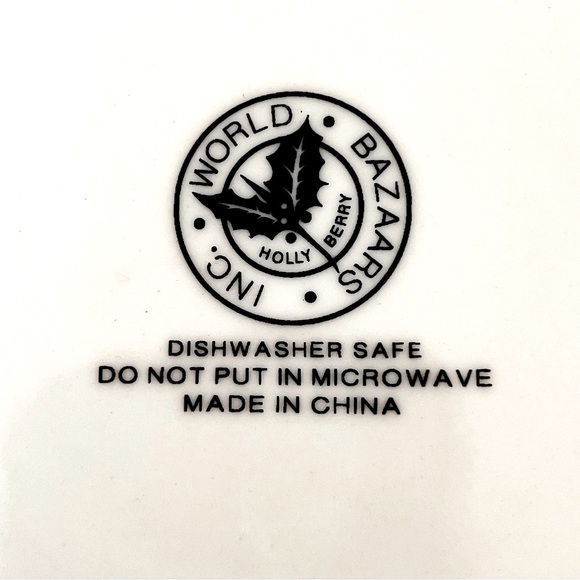 WORLD BAZAARS INC.
HOLLY BERRY
DISHWASHER SAFE
DO NOT PUT IN MICROWAVE
MADE IN CHINA